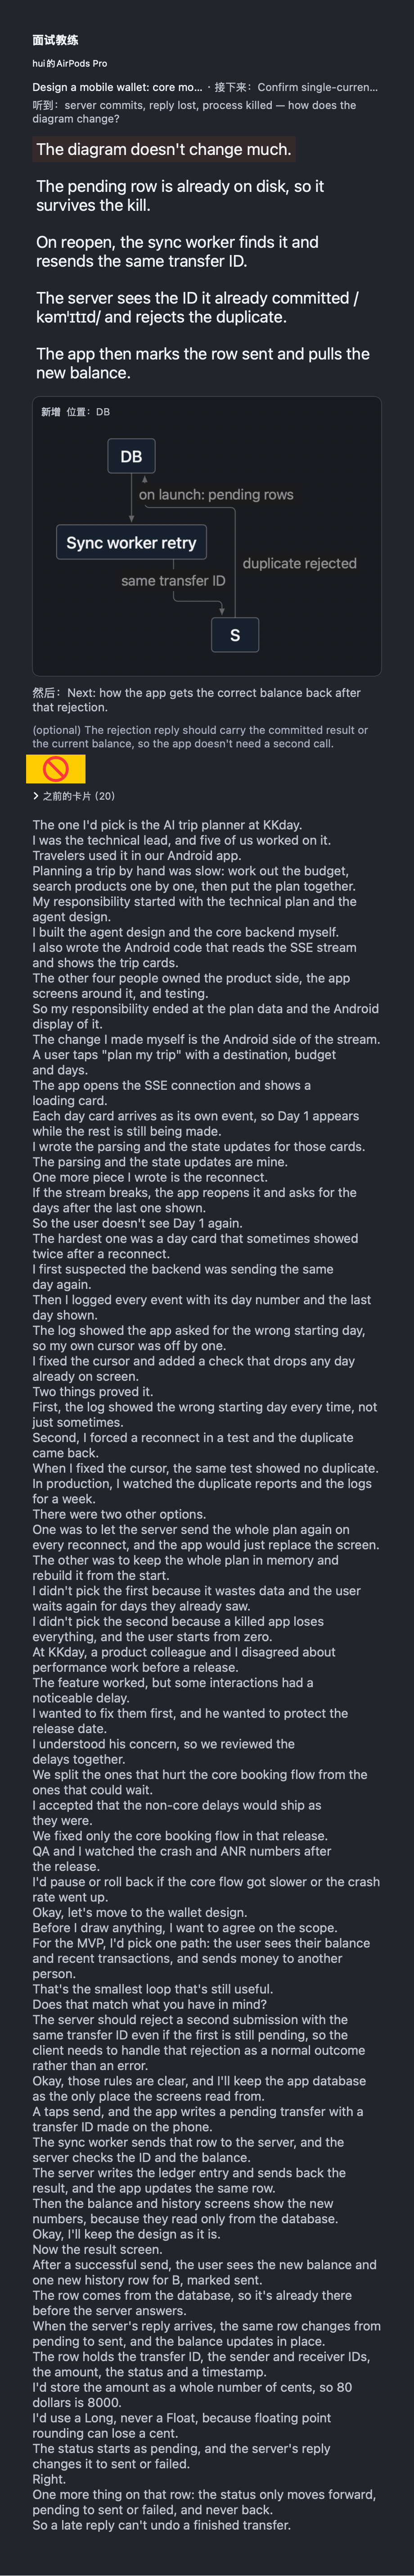 面试教练
hui的AirPods Pro
Design a mobile wallet: core mo... · 接下来：Confirm single-curren...
听到：server commits, reply lost, process killed — how does the
diagram change?
The diagram doesn't change much.
The pending row is already on disk, so it
survives the kill.
On reopen, the sync worker finds it and
resends the same transfer ID.
The server sees the ID it already committed /
kəmˈɪtɪd/ and rejects the duplicate.
The app then marks the row sent and pulls the
new balance.
新增 位置：DB
DB
on launch: pending rows
Sync worker retry
duplicate rejected
same transfer ID
S
然后：Next: how the app gets the correct balance back after
that rejection.
(optional) The rejection reply should carry the committed result or
the current balance, so the app doesn't need a second call.
之前的卡片 (20)
The one I'd pick is the AI trip planner at KKday.
I was the technical lead, and five of us worked on it.
Travelers used it in our Android app.
Planning a trip by hand was slow: work out the budget,
search products one by one, then put the plan together.
My responsibility started with the technical plan and the
agent design.
I built the agent design and the core backend myself.
I also wrote the Android code that reads the SSE stream
and shows the trip cards.
The other four people owned the product side, the app
screens around it, and testing.
So my responsibility ended at the plan data and the Android
display of it.
The change I made myself is the Android side of the stream.
A user taps "plan my trip" with a destination, budget
and days.
The app opens the SSE connection and shows a
loading card.
Each day card arrives as its own event, so Day 1 appears
while the rest is still being made.
I wrote the parsing and the state updates for those cards.
The parsing and the state updates are mine.
One more piece I wrote is the reconnect.
If the stream breaks, the app reopens it and asks for the
days after the last one shown.
So the user doesn't see Day 1 again.
The hardest one was a day card that sometimes showed
twice after a reconnect.
I first suspected the backend was sending the same
day again.
Then I logged every event with its day number and the last
day shown.
The log showed the app asked for the wrong starting day,
so my own cursor was off by one.
I fixed the cursor and added a check that drops any day
already on screen.
Two things proved it.
First, the log showed the wrong starting day every time, not
just sometimes.
Second, I forced a reconnect in a test and the duplicate
came back.
When I fixed the cursor, the same test showed no duplicate.
In production, I watched the duplicate reports and the logs
for a week.
There were two other options.
One was to let the server send the whole plan again on
every reconnect, and the app would just replace the screen.
The other was to keep the whole plan in memory and
rebuild it from the start.
I didn't pick the first because it wastes data and the user
waits again for days they already saw.
I didn't pick the second because a killed app loses
everything, and the user starts from zero.
At KKday, a product colleague and I disagreed about
performance work before a release.
The feature worked, but some interactions had a
noticeable delay.
I wanted to fix them first, and he wanted to protect the
release date.
I understood his concern, so we reviewed the
delays together.
We split the ones that hurt the core booking flow from the
ones that could wait.
I accepted that the non-core delays would ship as
they were.
We fixed only the core booking flow in that release.
QA and I watched the crash and ANR numbers after
the release.
I'd pause or roll back if the core flow got slower or the crash
rate went up.
Okay, let's move to the wallet design.
Before I draw anything, I want to agree on the scope.
For the MVP, I'd pick one path: the user sees their balance
and recent transactions, and sends money to another
person.
That's the smallest loop that's still useful.
Does that match what you have in mind?
The server should reject a second submission with the
same transfer ID even if the first is still pending, so the
client needs to handle that rejection as a normal outcome
rather than an error.
Okay, those rules are clear, and I'll keep the app database
as the only place the screens read from.
A taps send, and the app writes a pending transfer with a
transfer ID made on the phone.
The sync worker sends that row to the server, and the
server checks the ID and the balance.
The server writes the ledger entry and sends back the
result, and the app updates the same row.
Then the balance and history screens show the new
numbers, because they read only from the database.
Okay, I'll keep the design as it is.
Now the result screen.
After a successful send, the user sees the new balance and
one new history row for B, marked sent.
The row comes from the database, so it's already there
before the server answers.
When the server's reply arrives, the same row changes from
pending to sent, and the balance updates in place.
The row holds the transfer ID, the sender and receiver IDs,
the amount, the status and a timestamp.
I'd store the amount as a whole number of cents, so 80
dollars is 8000.
I'd use a Long, never a Float, because floating point
rounding can lose a cent.
The status starts as pending, and the server's reply
changes it to sent or failed.
Right.
One more thing on that row: the status only moves forward,
pending to sent or failed, and never back.
So a late reply can't undo a finished transfer.